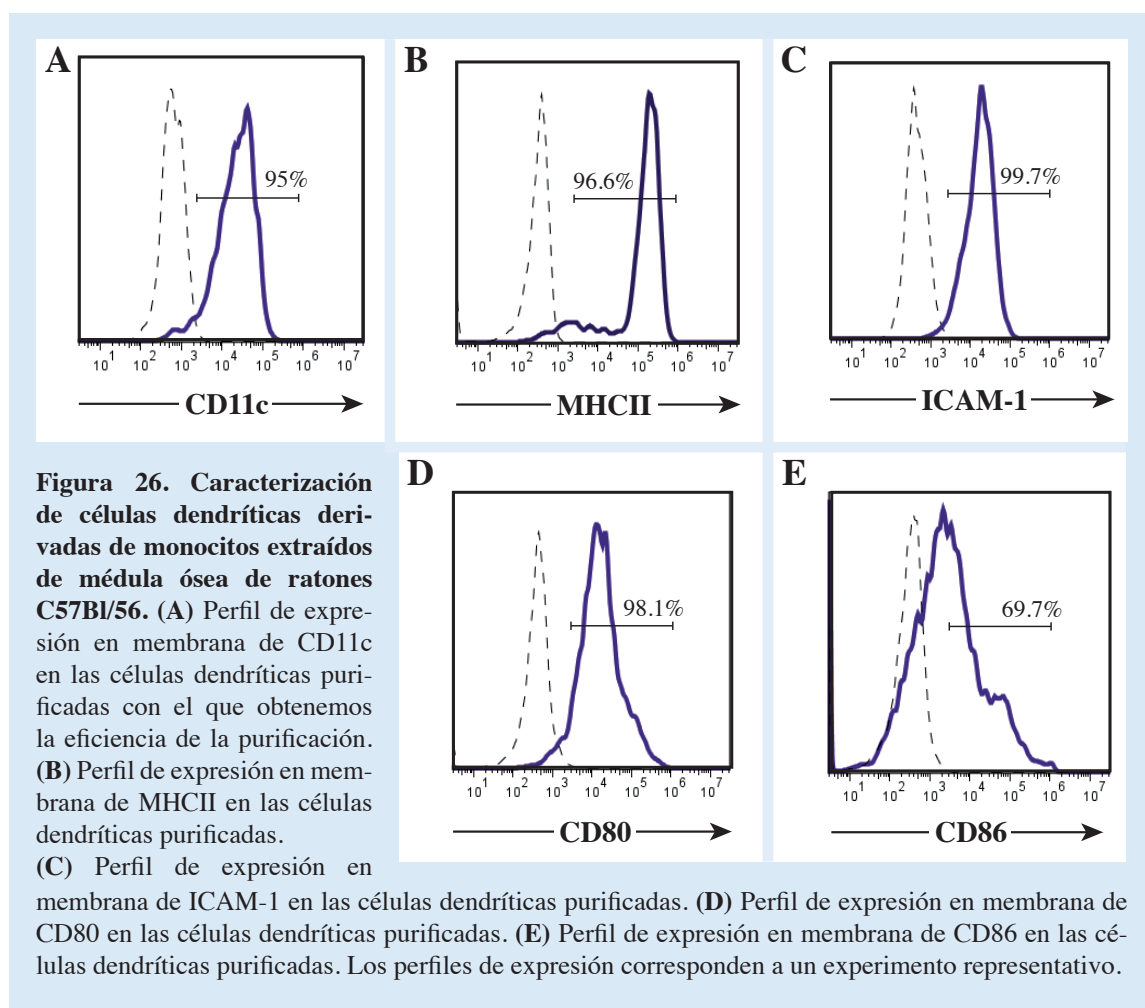 A
95%
10¹ 10² 10³ 10⁴ 10⁵ 10⁶ 10⁷
CD11c
B
96.6%
10¹ 10² 10³ 10⁴ 10⁵ 10⁶ 10⁷
MHCII
C
99.7%
10¹ 10² 10³ 10⁴ 10⁵ 10⁶ 10⁷
ICAM-1
D
98.1%
10¹ 10² 10³ 10⁴ 10⁵ 10⁶ 10⁷
CD80
E
69.7%
10¹ 10² 10³ 10⁴ 10⁵ 10⁶ 10⁷
CD86
Figura 26. Caracterización
de células dendríticas deri-
vadas de monocitos extraídos
de médula ósea de ratones
C57Bl/56. (A) Perfil de expre-
sión en membrana de CD11c
en las células dendríticas puri-
ficadas con el que obtenemos
la eficiencia de la purificación.
(B) Perfil de expresión en mem-
brana de MHCII en las células
dendríticas purificadas.
(C) Perfil de expresión en
membrana de ICAM-1 en las células dendríticas purificadas. (D) Perfil de expresión en membrana de
CD80 en las células dendríticas purificadas. (E) Perfil de expresión en membrana de CD86 en las cé-
lulas dendríticas purificadas. Los perfiles de expresión corresponden a un experimento representativo.